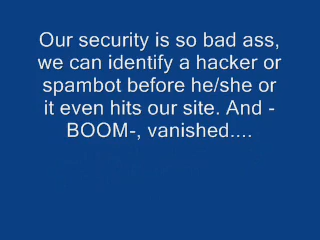 Our security is so bad ass,
we can identify a hacker or
spambot before he/she or
it even hits our site. And -
BOOM-, vanished....